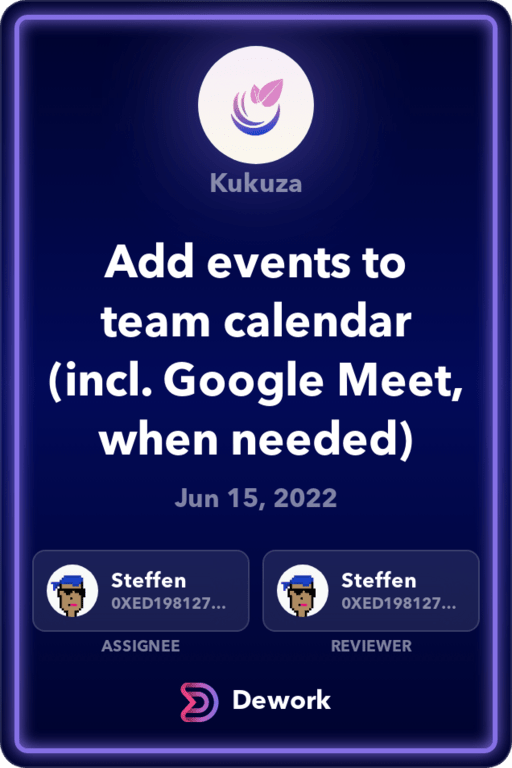 Kukuza
Add events to
team calendar
(incl. Google Meet,
when needed)
Jun 15, 2022
Steffen
0XED198127...
ASSIGNEE
Steffen
0XED198127...
REVIEWER
Dework